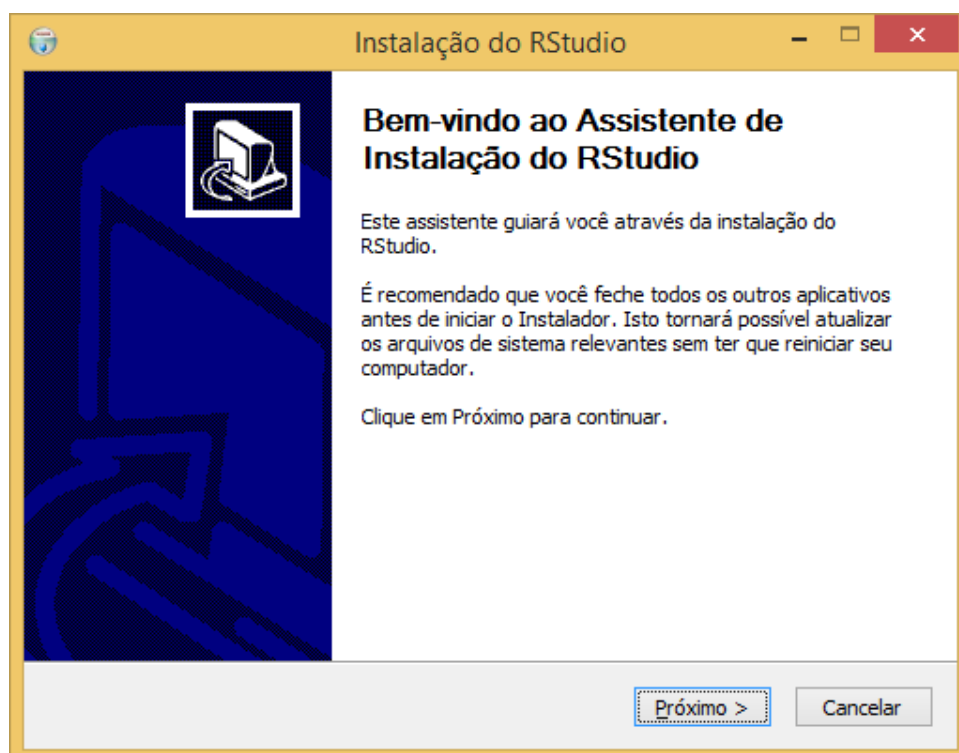 Instalação do RStudio
Bem-vindo ao Assistente de
Instalação do RStudio
Este assistente guiará você através da instalação do
RStudio.
É recomendado que você feche todos os outros aplicativos
antes de iniciar o Instalador. Isto tornará possível atualizar
os arquivos de sistema relevantes sem ter que reiniciar seu
computador.
Clique em Próximo para continuar.
Próximo >
Cancelar